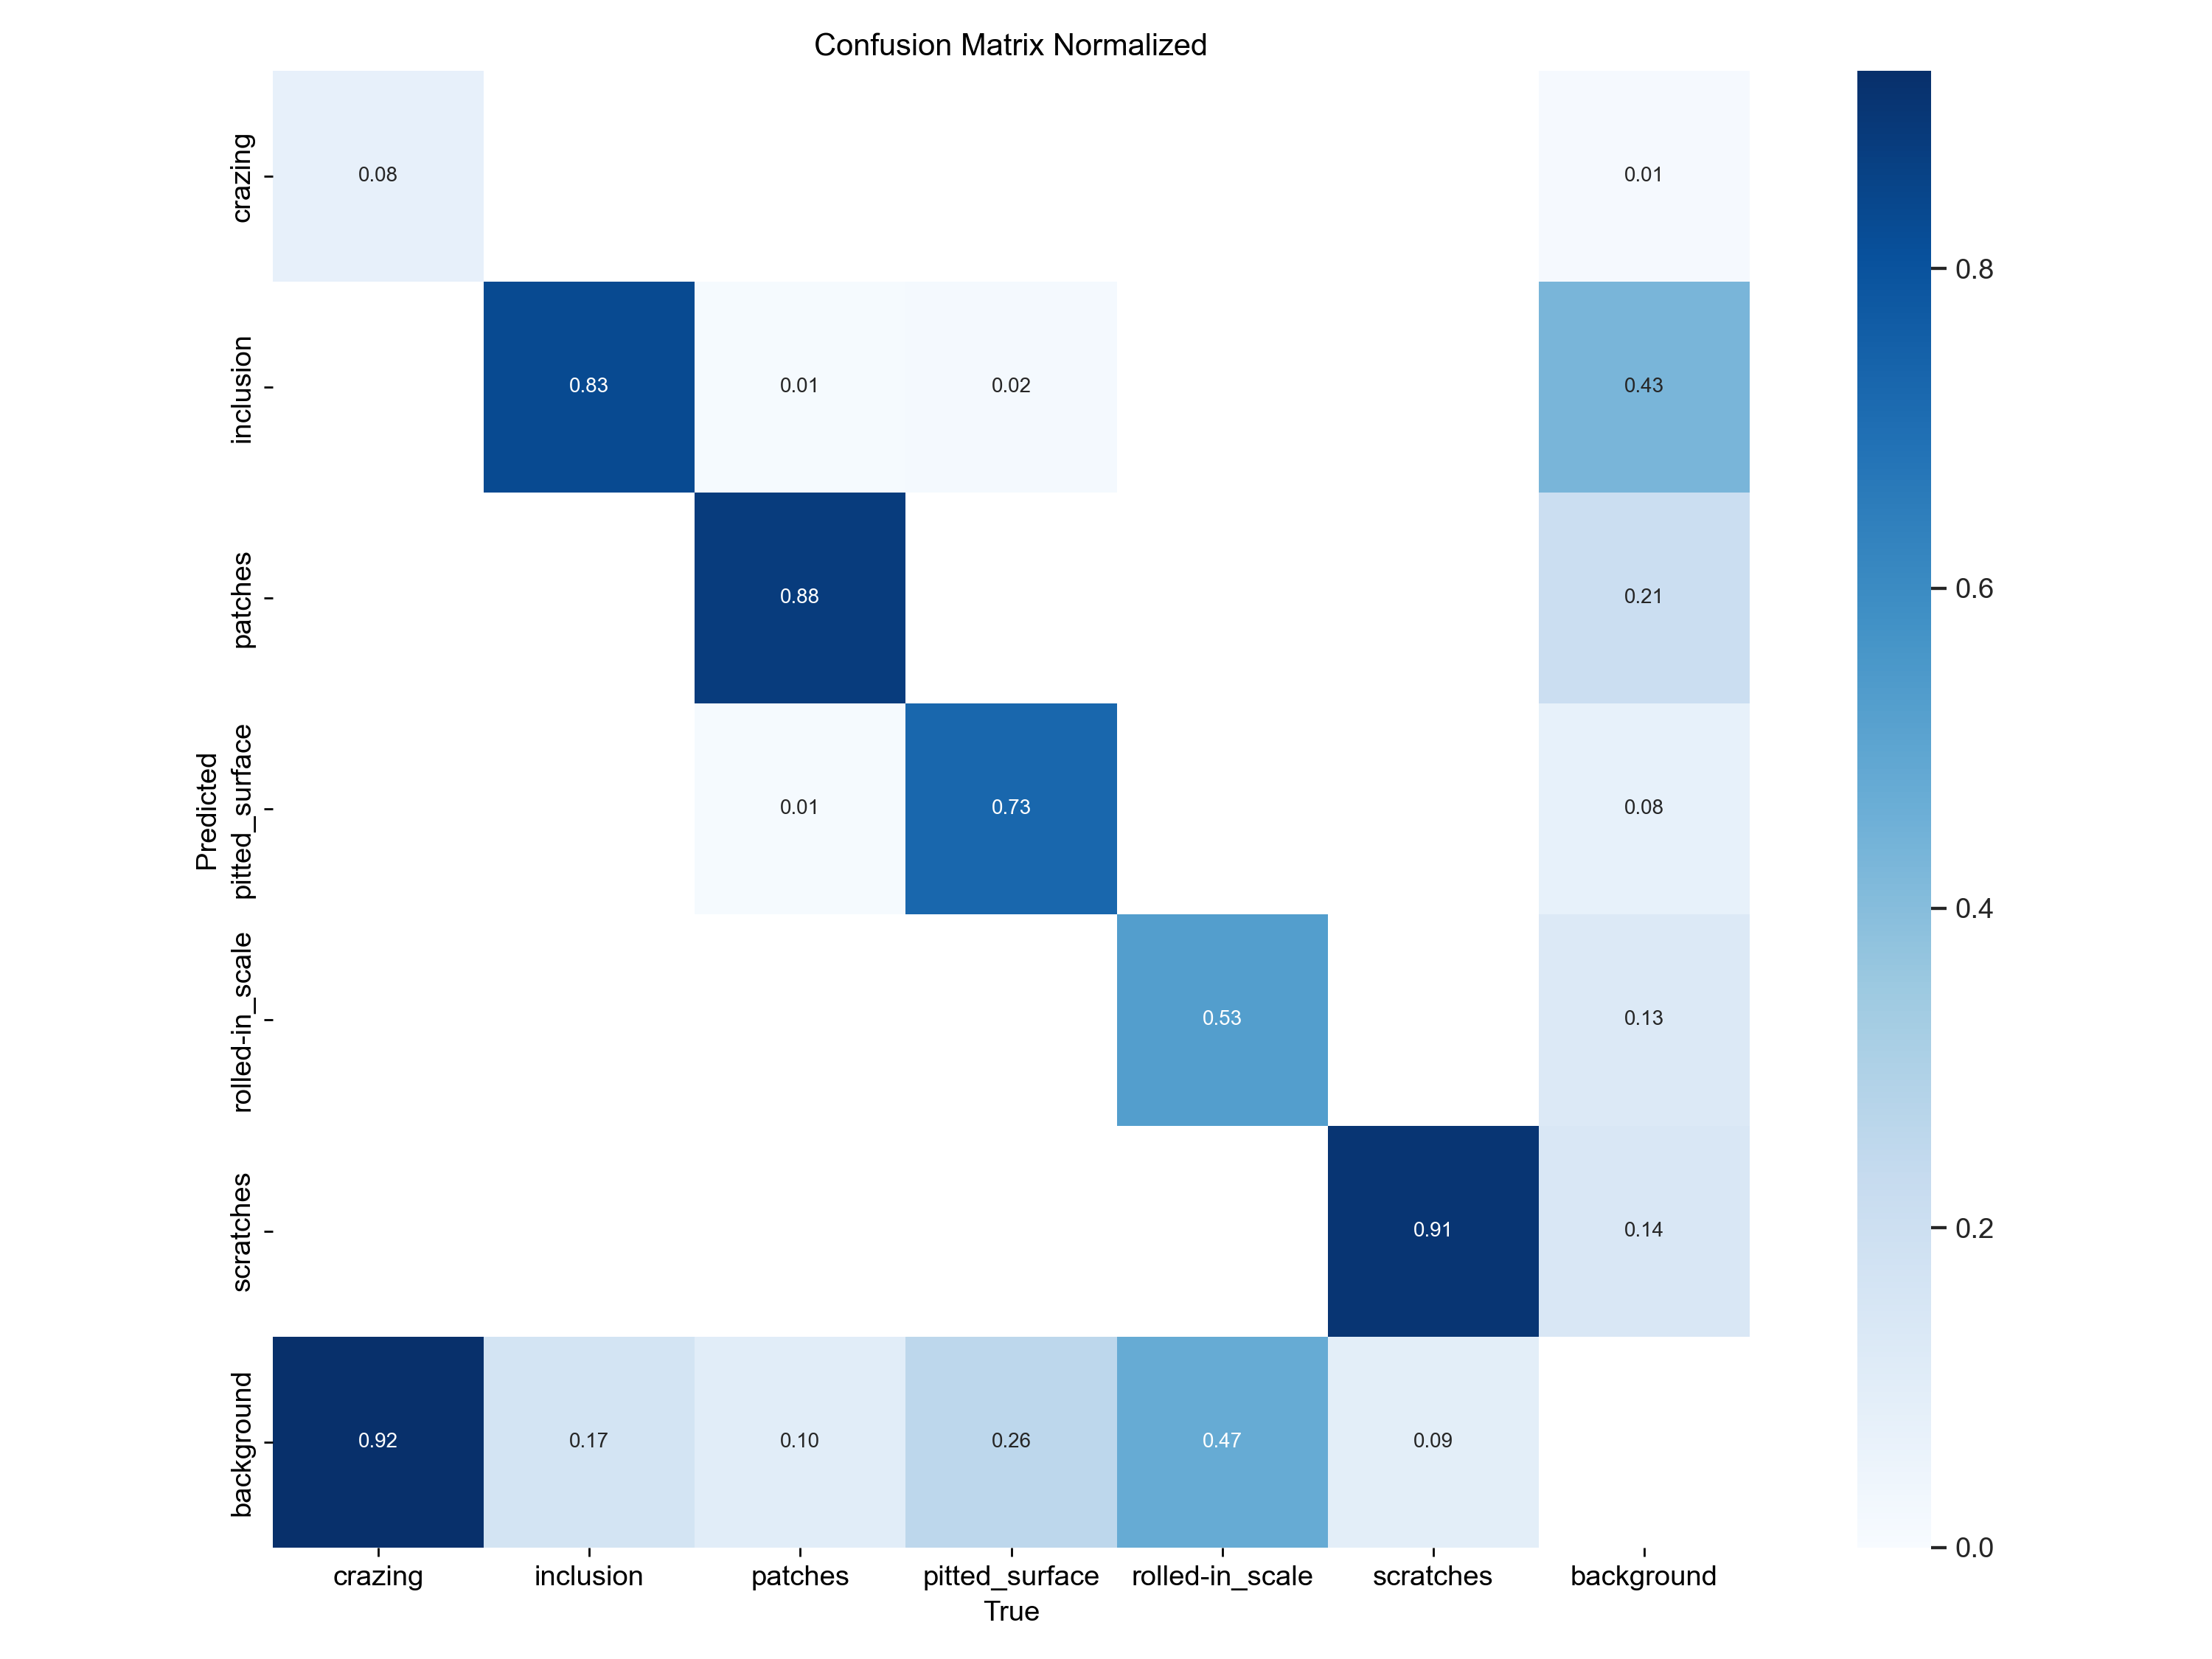 Confusion Matrix Normalized
crazing
0.08
0.01
inclusion
0.83
0.01
0.02
0.43
patches
0.88
0.21
pitted_surface
0.01
0.73
0.08
rolled-in_scale
0.53
0.13
scratches
0.91
0.14
background
0.92
0.17
0.10
0.26
0.47
0.09
Predicted
crazing
inclusion
patches
pitted_surface
rolled-in_scale
scratches
background
True
0.8
0.6
0.4
0.2
0.0